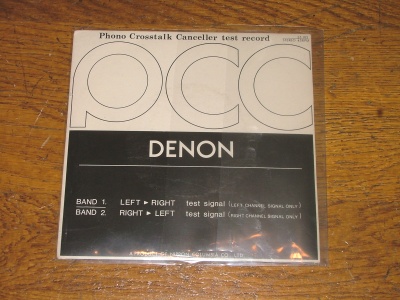 Phono Crosstalk Canceller test record
pcc
DENON
BAND 1. LEFT ► RIGHT test signal (LEFT CHANNEL SIGNAL ONLY)
BAND 2. RIGHT ► LEFT test signal (RIGHT CHANNEL SIGNAL ONLY)